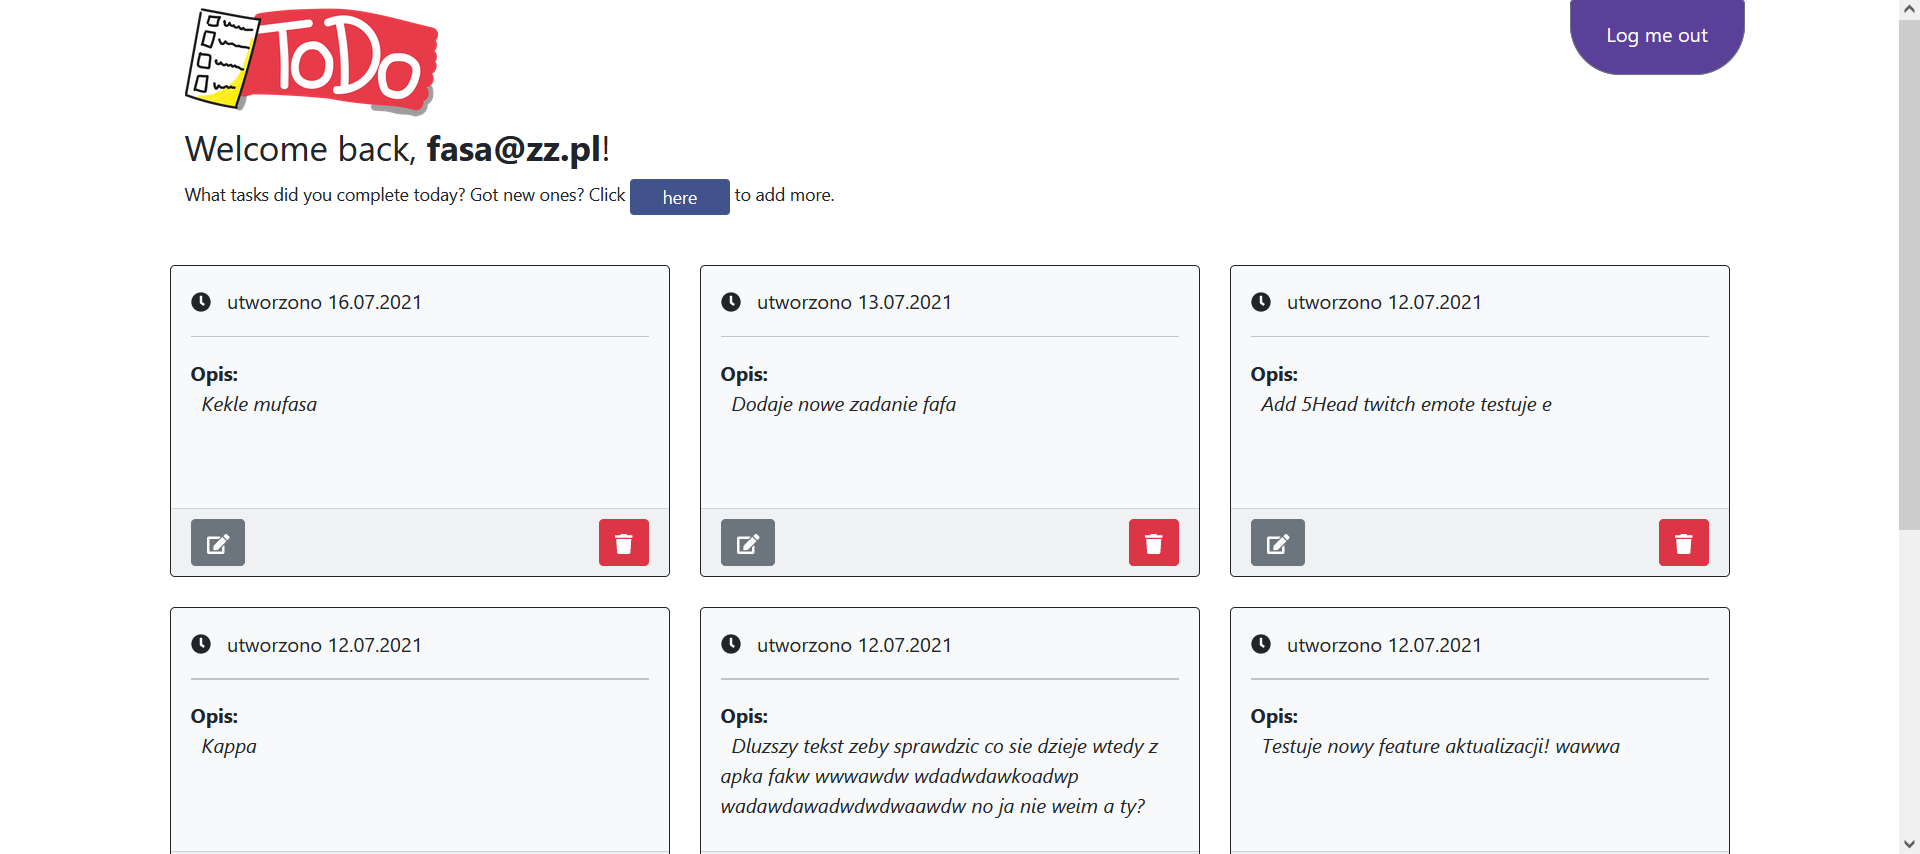 ToDo
Log me out
Welcome back, fasa@zz.pl!
What tasks did you complete today? Got new ones? Click here to add more.
utworzono 16.07.2021
Opis:
Kekle mufasa
utworzono 13.07.2021
Opis:
Dodaje nowe zadanie fafa
utworzono 12.07.2021
Opis:
Add 5Head twitch emote testuje e
utworzono 12.07.2021
Opis:
Kappa
utworzono 12.07.2021
Opis:
Dluzszy tekst zeby sprawdzic co sie dzieje wtedy z
apka fakw wwwawdw wdadwdawkoadwp
wadawdawadwdwdwaawdw no ja nie weim a ty?
utworzono 12.07.2021
Opis:
Testuje nowy feature aktualizacji! wawwa